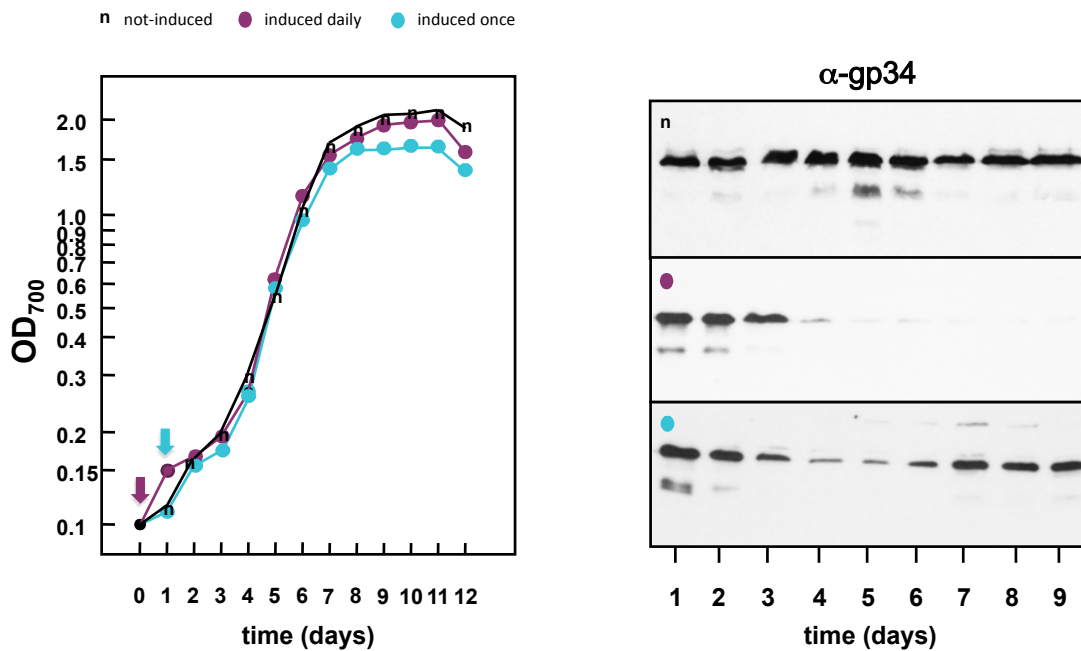 n not-induced induced daily induced once
α-gp34
OD700
2.0
1.5
1.0
0.9
0.8
0.7
0.6
0.5
0.4
0.3
0.2
0.15
0.1
n
n
n
n
n
n
n
n
n
n
n
n
n
0 1 2 3 4 5 6 7 8 9 10 11 12
time (days)
1 2 3 4 5 6 7 8 9
time (days)